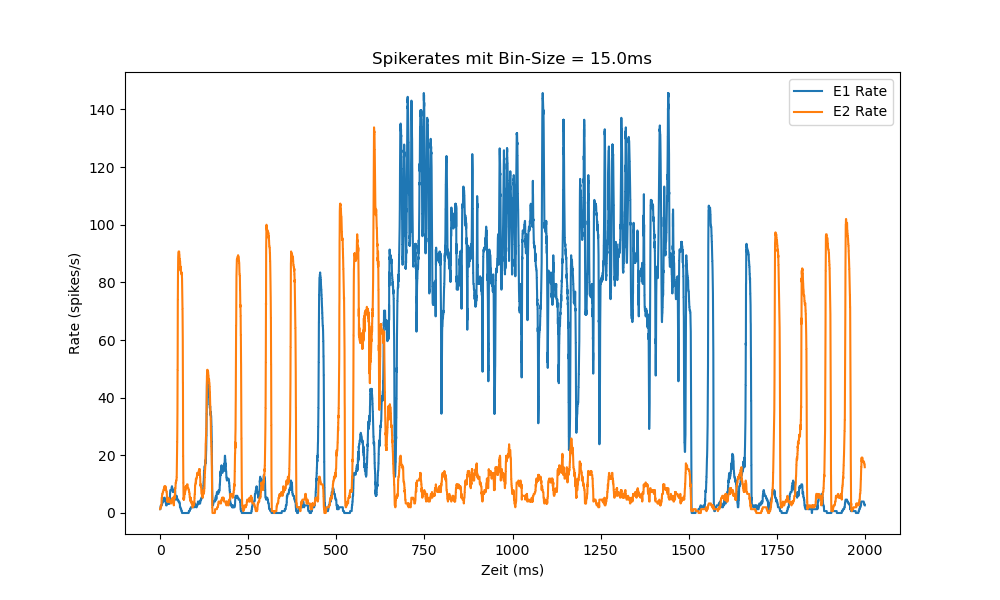 Spikerates mit Bin-Size = 15.0ms
E1 Rate
E2 Rate
Rate (spikes/s)
140
120
100
80
60
40
20
0
0 250 500 750 1000 1250 1500 1750 2000
Zeit (ms)